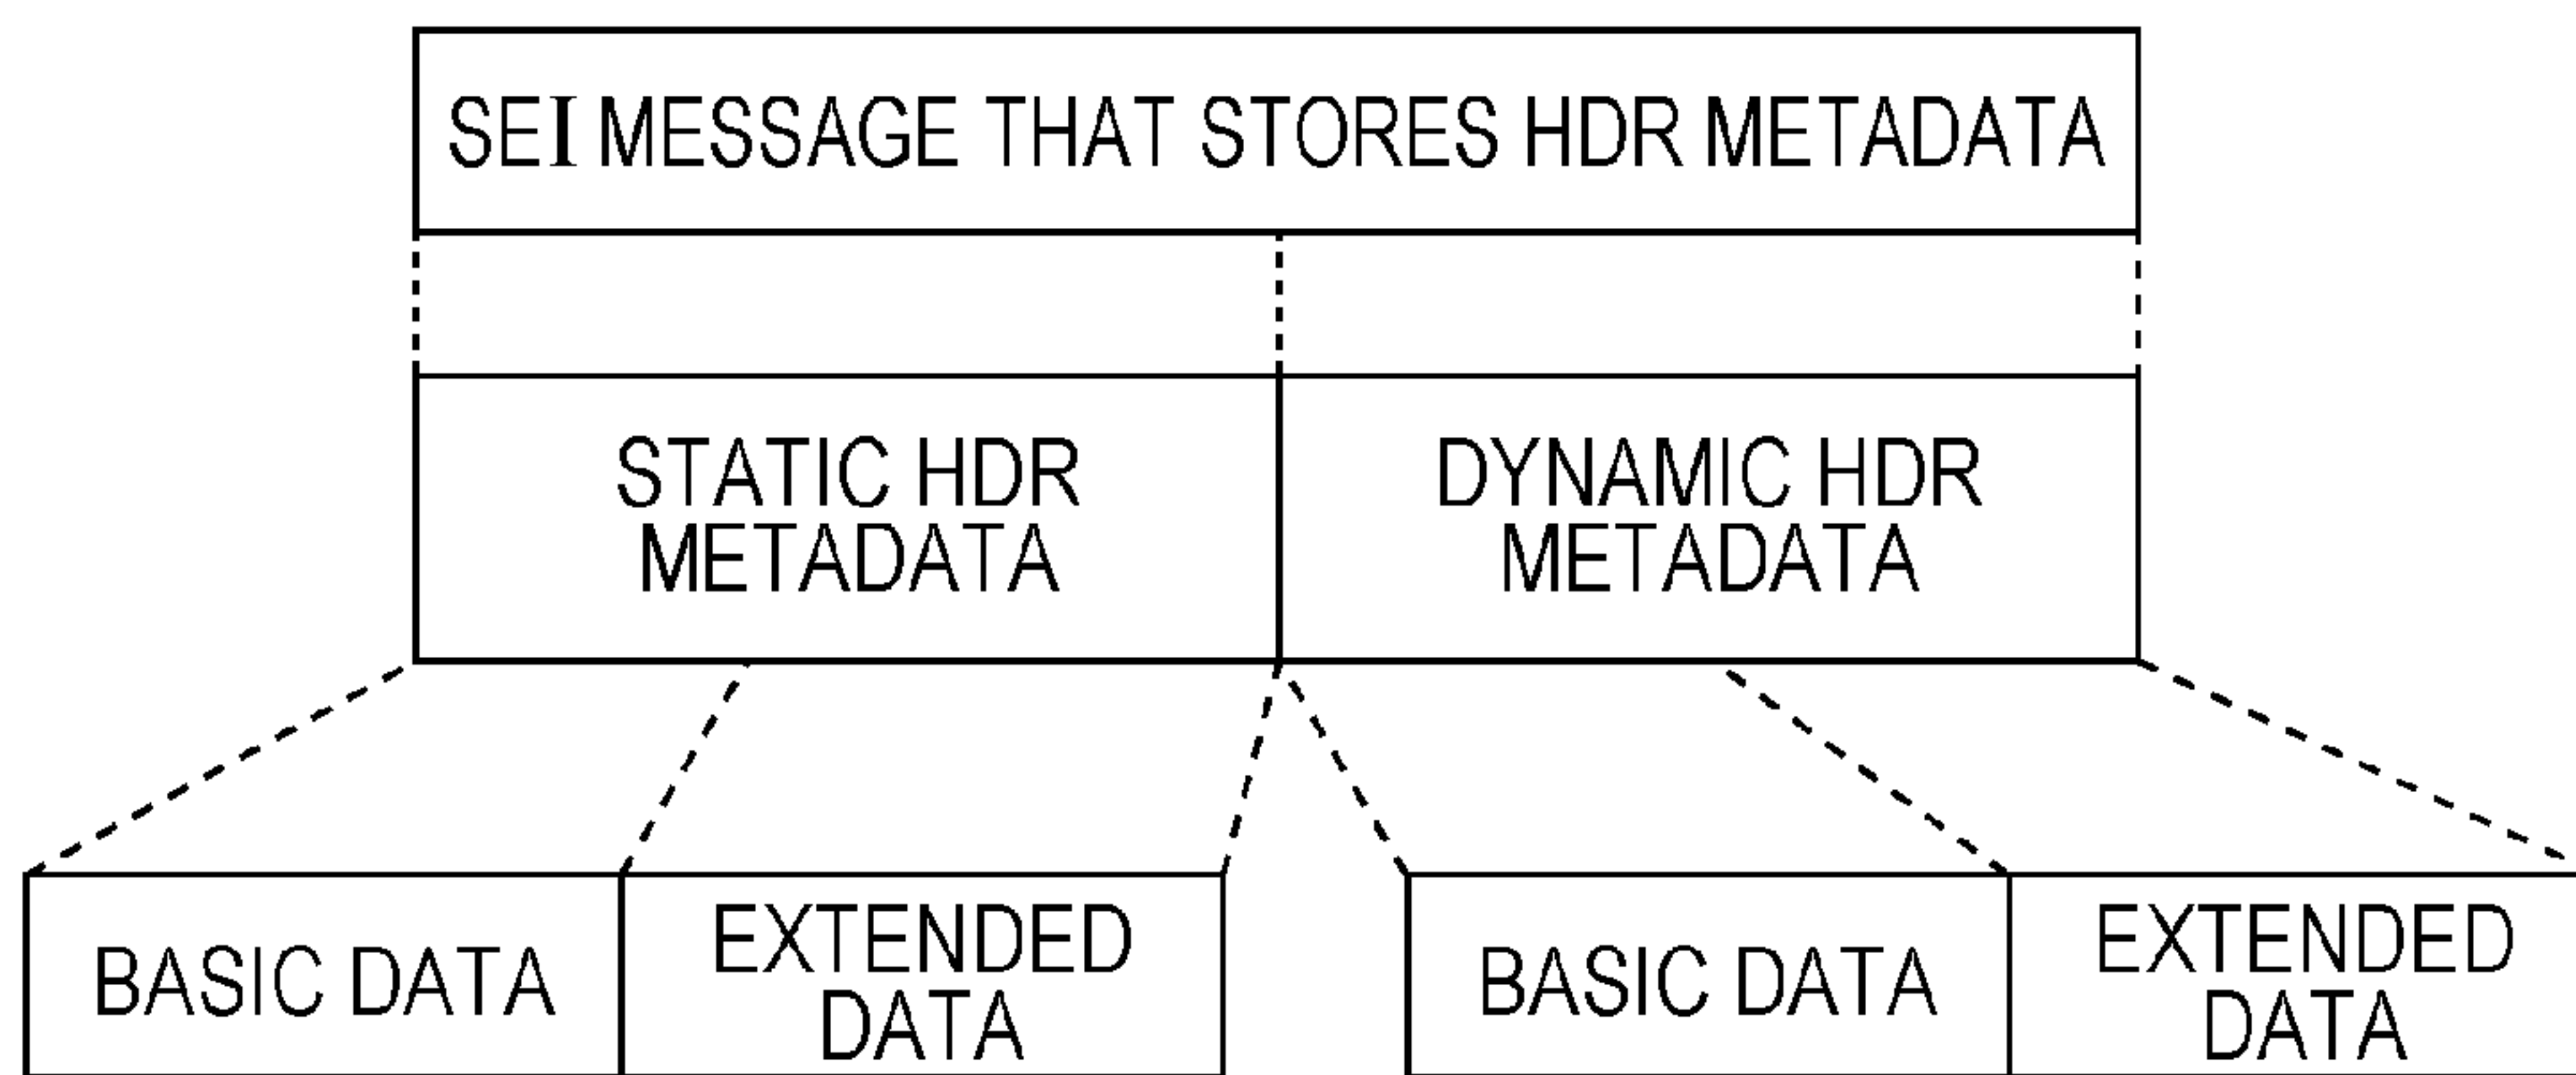 SEI MESSAGE THAT STORES HDR METADATA
STATIC HDR
METADATA
DYNAMIC HDR
METADATA
BASIC DATA
EXTENDED
DATA
BASIC DATA
EXTENDED
DATA